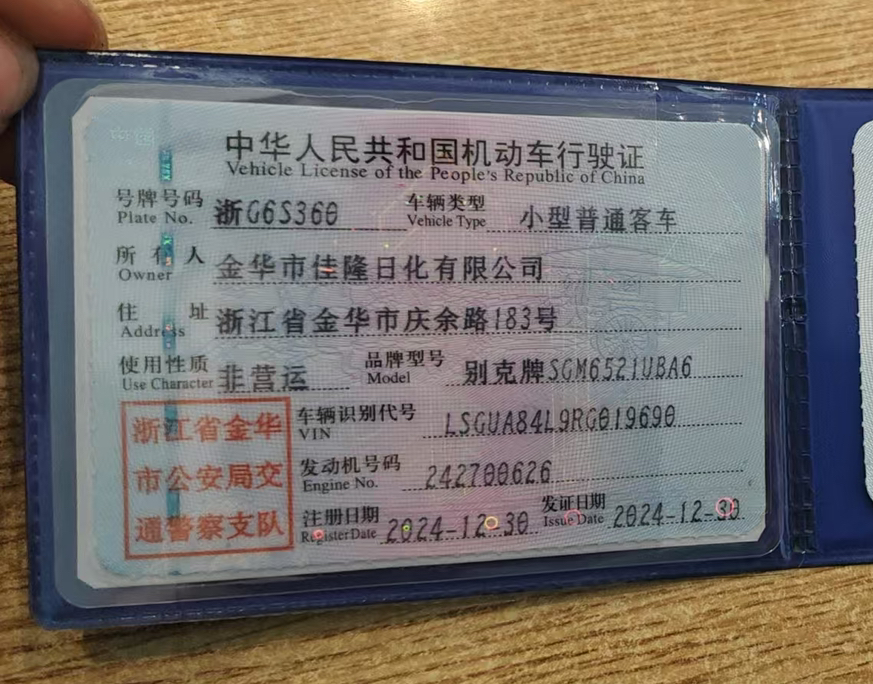 中华人民共和国机动车行驶证
Vehicle License of the People's Republic of China
号牌号码 浙G6S360 车辆类型 小型普通客车
Plate No. Vehicle Type
所有人 金华市佳隆日化有限公司
Owner
住址 浙江省金华市庆余路183号
Address
使用性质 非营运 品牌型号 别克牌SGM6521UBA6
Use Character Model
浙江省金华
市公安局交
通警察支队
车辆识别代号 LSGUA84L9RG019690
VIN
发动机号码 242700626
Engine No.
注册日期 2024-12-30 发证日期 2024-12-30
Register Date Issue Date